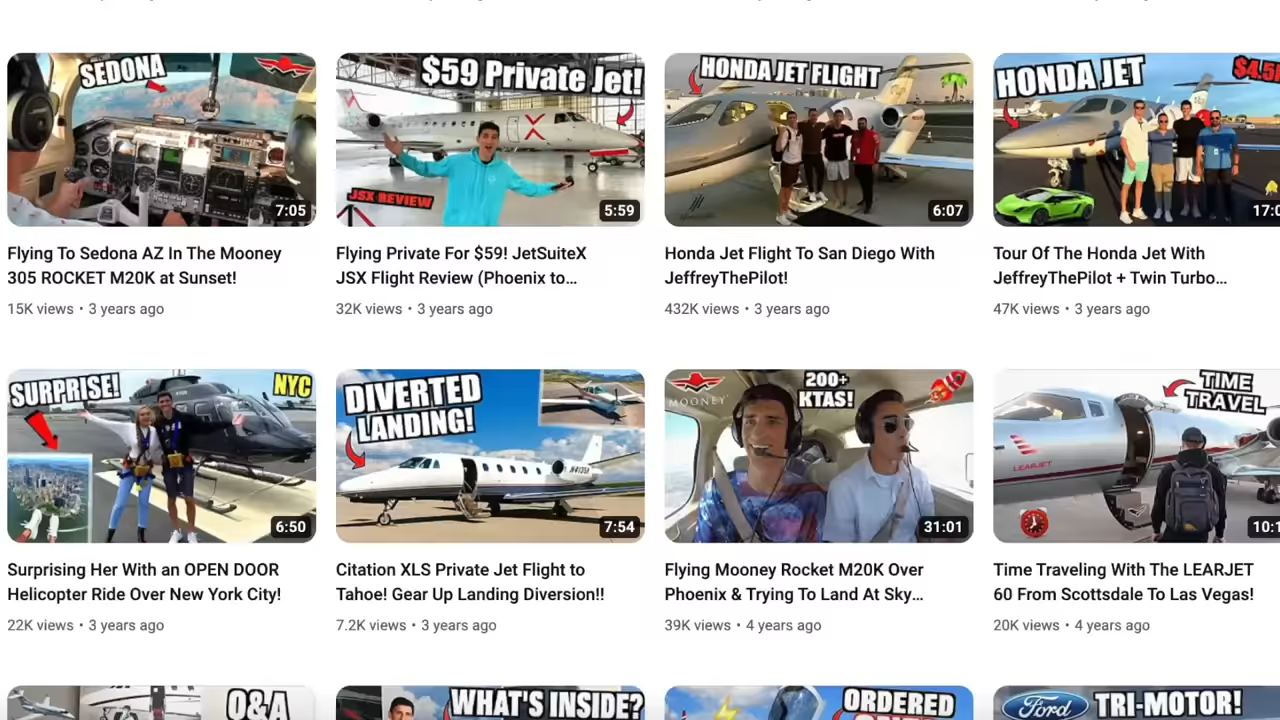 SEDONA
7:05
$59 Private Jet!
JSX REVIEW
5:59
HONDA JET FLIGHT
6:07
HONDA JET
Flying To Sedona AZ In The Mooney
305 ROCKET M20K at Sunset!
15K views • 3 years ago
Flying Private For $59! JetSuiteX
JSX Flight Review (Phoenix to...
32K views • 3 years ago
Honda Jet Flight To San Diego With
JeffreyThePilot!
432K views • 3 years ago
Tour Of The Honda Jet With
JeffreyThePilot + Twin Turbo...
47K views • 3 years ago
SURPRISE!
NYC
6:50
DIVERTED
LANDING!
7:54
MOONEY
200+
KTAS!
31:01
TIME
TRAVEL
LEARJET
Surprising Her With an OPEN DOOR
Helicopter Ride Over New York City!
22K views • 3 years ago
Citation XLS Private Jet Flight to
Tahoe! Gear Up Landing Diversion!!
7.2K views • 3 years ago
Flying Mooney Rocket M20K Over
Phoenix & Trying To Land At Sky...
39K views • 4 years ago
Time Traveling With The LEARJET
60 From Scottsdale To Las Vegas!
20K views • 4 years ago
Q&A
WHAT'S INSIDE?
ORDERED
Ford
TRI-MOTOR!